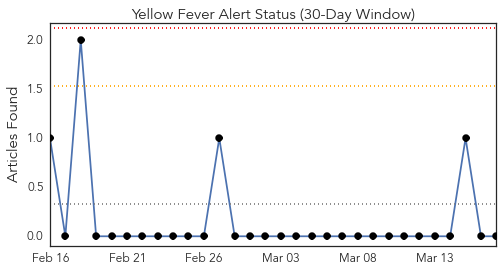 Yellow Fever Alert Status (30-Day Window)
Articles Found
2.0
1.5
1.0
0.5
0.0
Feb 16
Feb 21
Feb 26
Mar 03
Mar 08
Mar 13